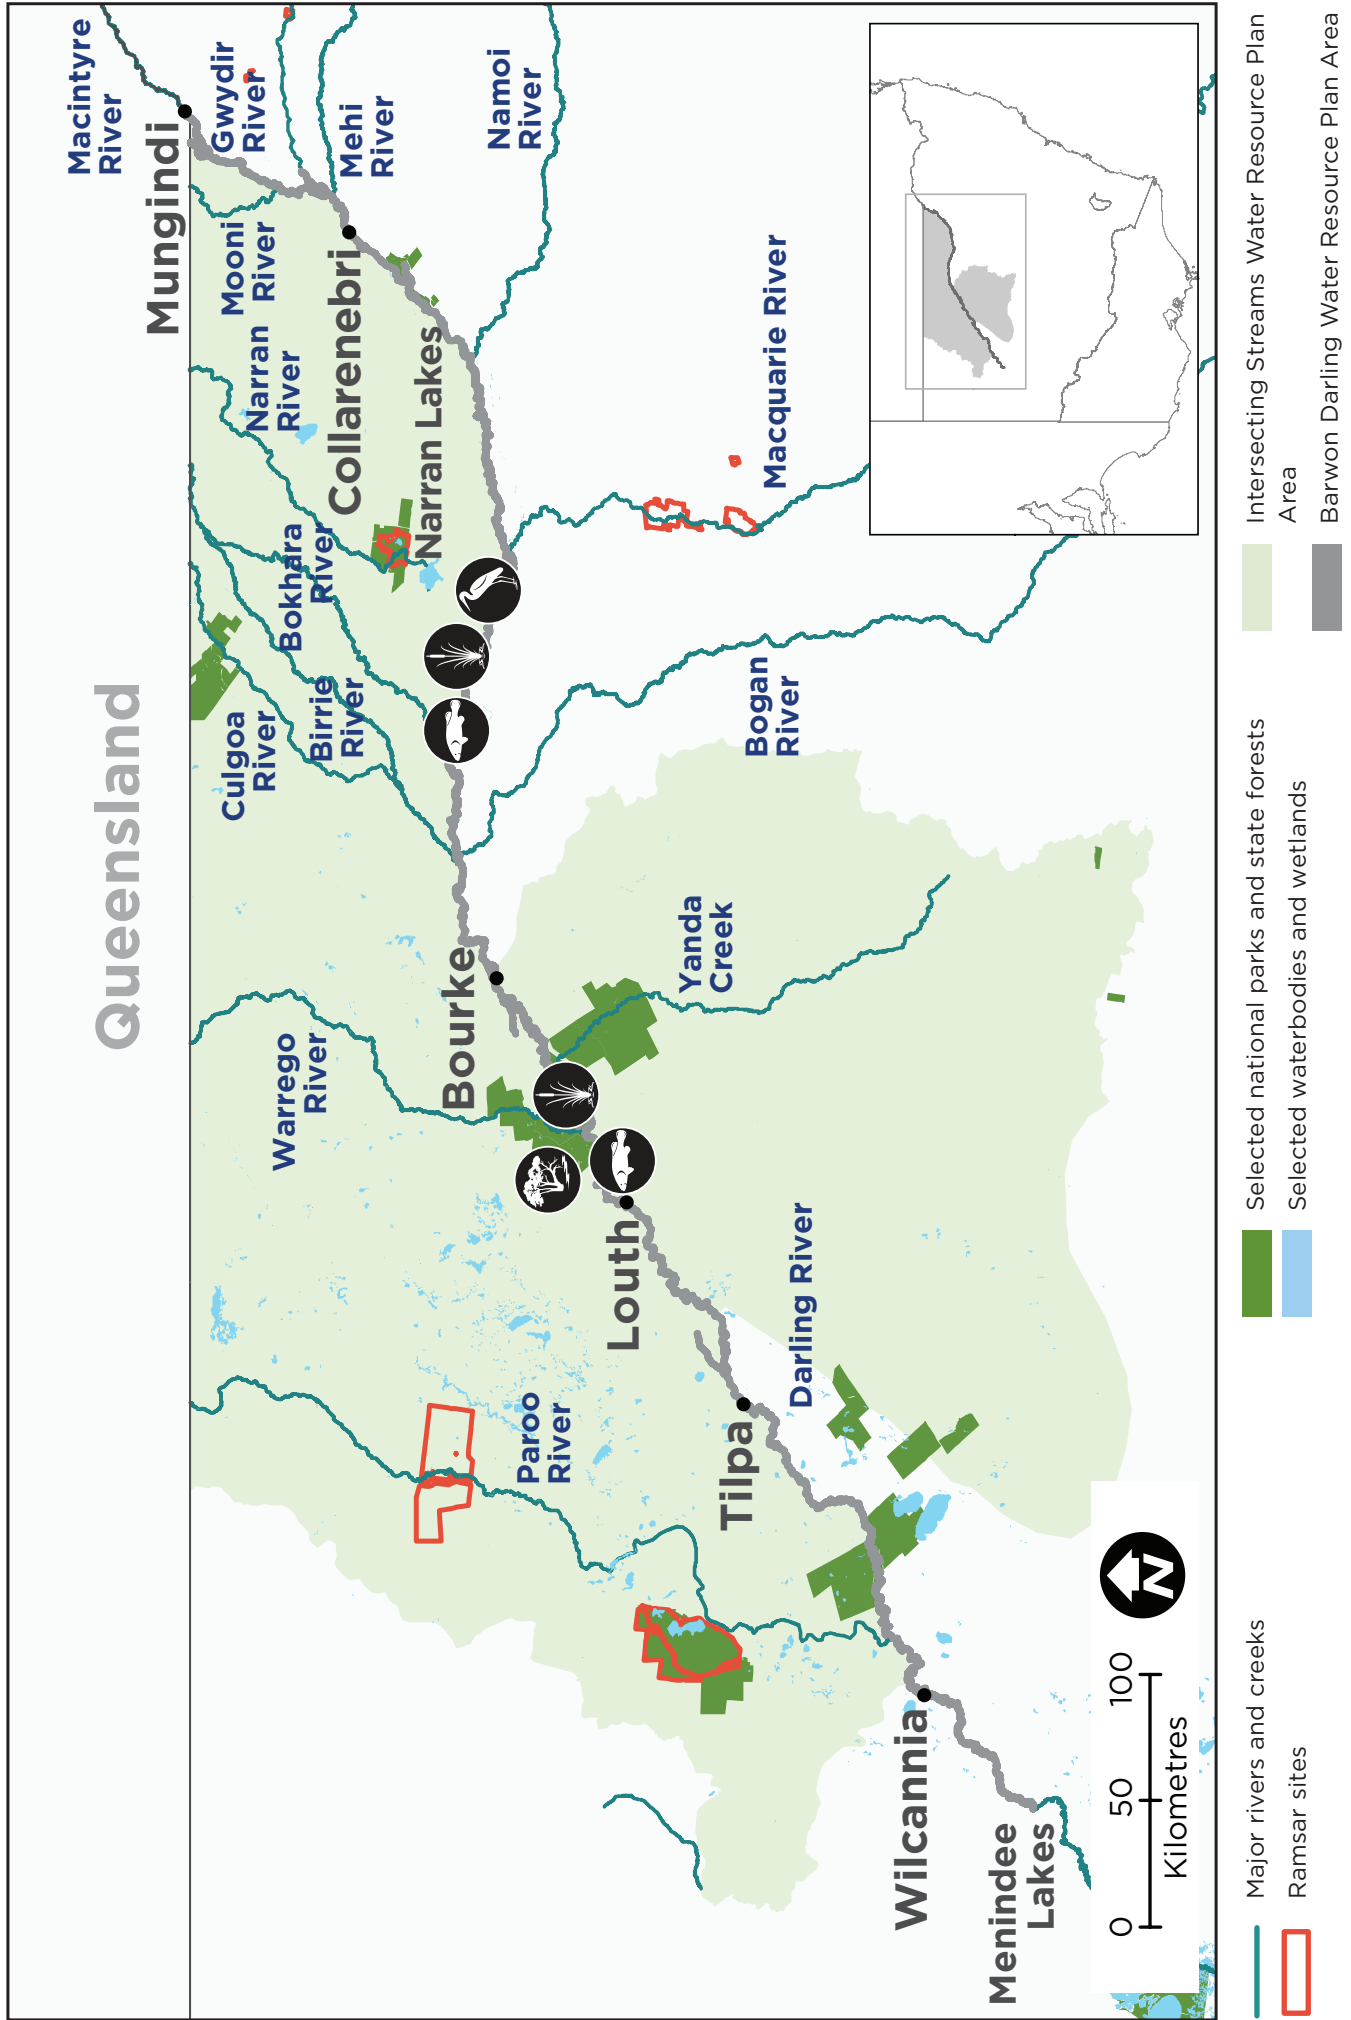 Queensland
Macintyre
River
Mungindi
Gwydir
River
Mooni
River
Mehi
River
Narran
River
Collarenebri
Namoi
River
Narran Lakes
Bokhara
River
Culgoa
River
Birrie
River
Macquarie River
Bogan
River
Warrego
River
Bourke
Yanda
Creek
Louth
Paroo
River
Darling River
Tilpa
Wilcannia
Menindee
Lakes
0 50 100
Kilometres
N
Major rivers and creeks
Ramsar sites
Selected national parks and state forests
Selected waterbodies and wetlands
Intersecting Streams Water Resource Plan
Area
Barwon Darling Water Resource Plan Area